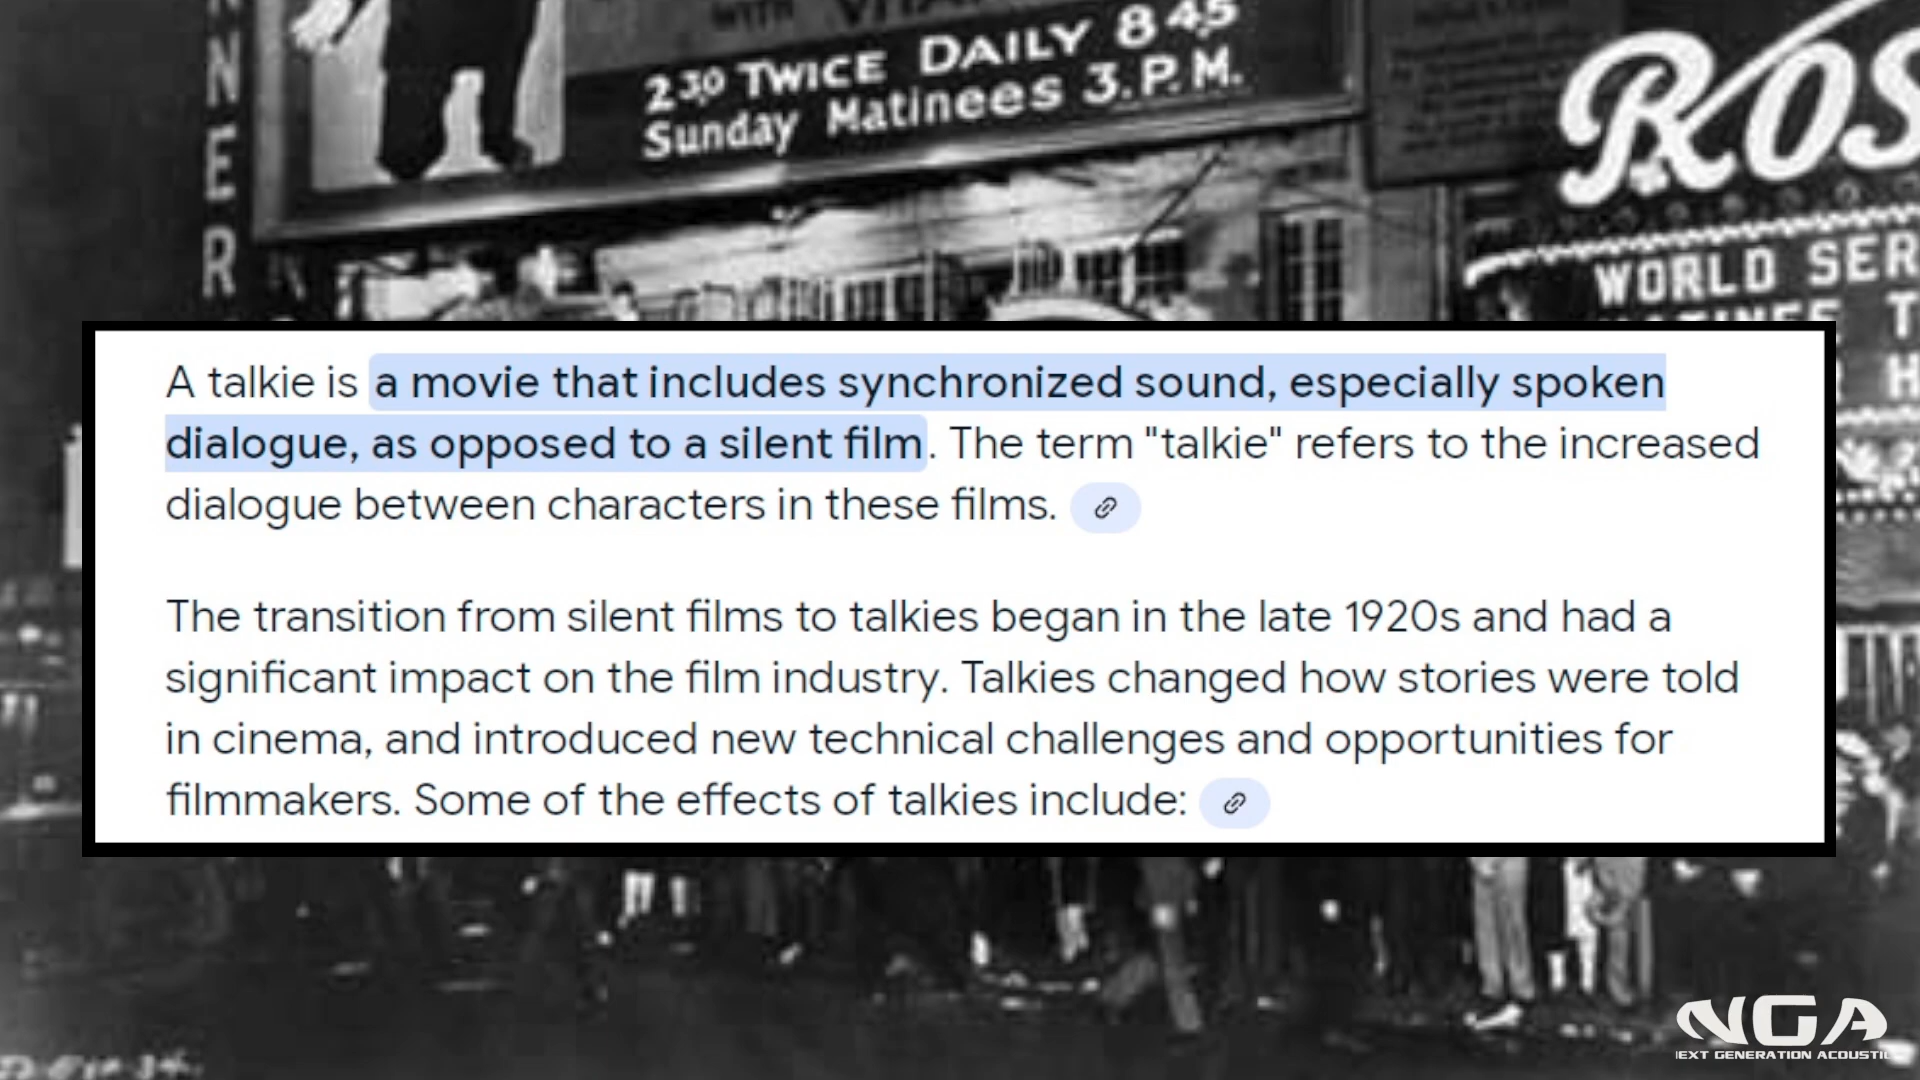 N
E
R
WITH
230 TWICE DAILY 845
Sunday Matinees 3.P.M.
ROS
WORLD SER
T
H
A talkie is a movie that includes synchronized sound, especially spoken
dialogue, as opposed to a silent film. The term "talkie" refers to the increased
dialogue between characters in these films.
The transition from silent films to talkies began in the late 1920s and had a
significant impact on the film industry. Talkies changed how stories were told
in cinema, and introduced new technical challenges and opportunities for
filmmakers. Some of the effects of talkies include:
NGA
EXT GENERATION ACOUSTI